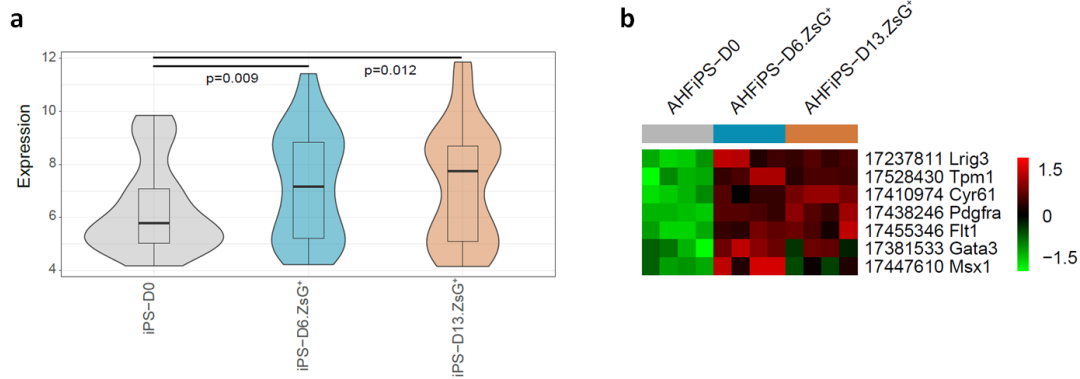 a
12
10
8
6
4
Expression
p=0.009
p=0.012
iPS-D0
iPS-D6.ZsG+
iPS-D13.ZsG+
b
AHFiPS-D0
AHFiPS-D6.ZsG+
AHFiPS-D13.ZsG+
17237811 Lrig3
17528430 Tpm1
17410974 Cyr61
17438246 Pdgfra
17455346 Flt1
17381533 Gata3
17447610 Msx1
1.5
0
−1.5